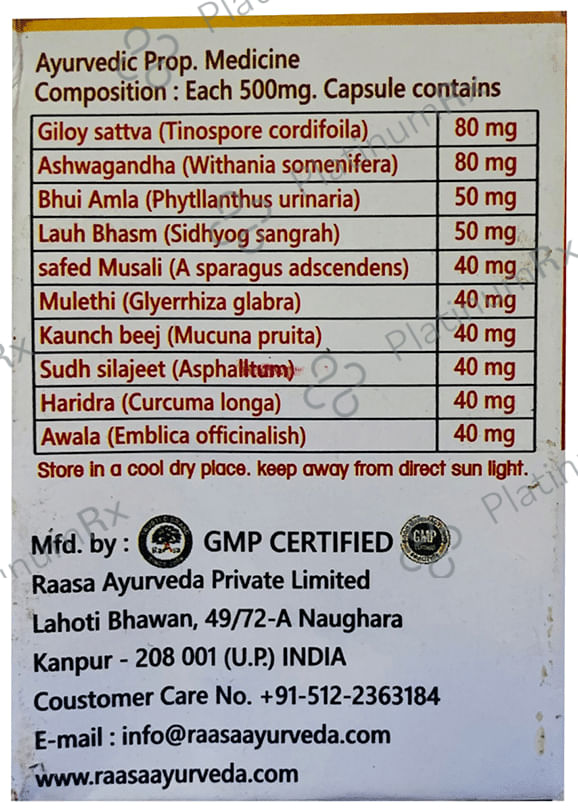 Ayurvedic Prop. Medicine
Composition : Each 500mg. Capsule contains
Giloy sattva (Tinospore cordifoila) 80 mg
Ashwagandha (Withania somenifera) 80 mg
Bhui Amla (Phytllanthus urinaria) 50 mg
Lauh Bhasm (Sidhyog sangrah) 50 mg
safed Musali (A sparagus adscendens) 40 mg
Mulethi (Glyerrhiza glabra) 40 mg
Kaunch beej (Mucuna pruita) 40 mg
Sudh silajeet (Asphalltum) 40 mg
Haridra (Curcuma longa) 40 mg
Awala (Emblica officinalish) 40 mg
Store in a cool dry place. keep away from direct sun light.
Mfd. by : RaAsa GMP CERTIFIED GMP
Raasa Ayurveda Private Limited
Lahoti Bhawan, 49/72-A Naughara
Kanpur - 208 001 (U.P.) INDIA
Coustomer Care No. +91-512-2363184
E-mail : info@raasaayurveda.com
www.raasaayurveda.com
PlatinumRx